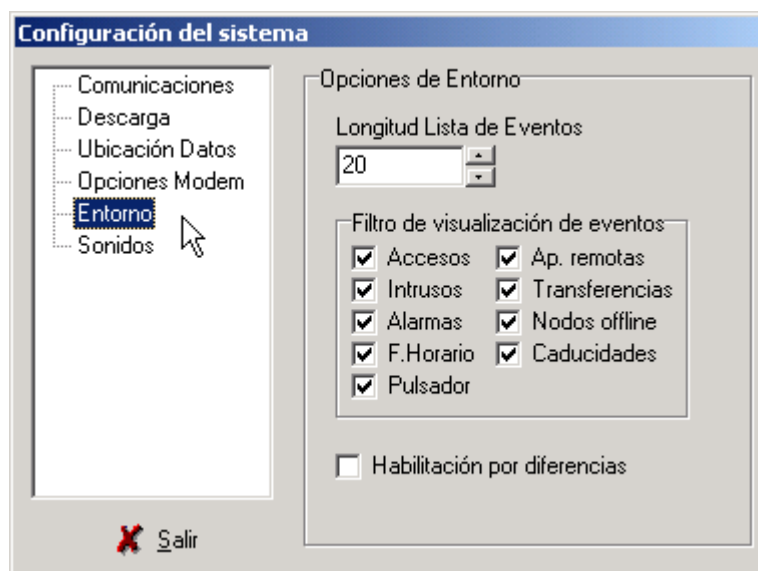 Configuración del sistema
Comunicaciones
Descarga
Ubicación Datos
Opciones Modem
Entorno
Sonidos
Salir
Opciones de Entorno
Longitud Lista de Eventos
20
Filtro de visualización de eventos
Accesos Ap. remotas
Intrusos Transferencias
Alarmas Nodos offline
F.Horario Caducidades
Pulsador
Habilitación por diferencias